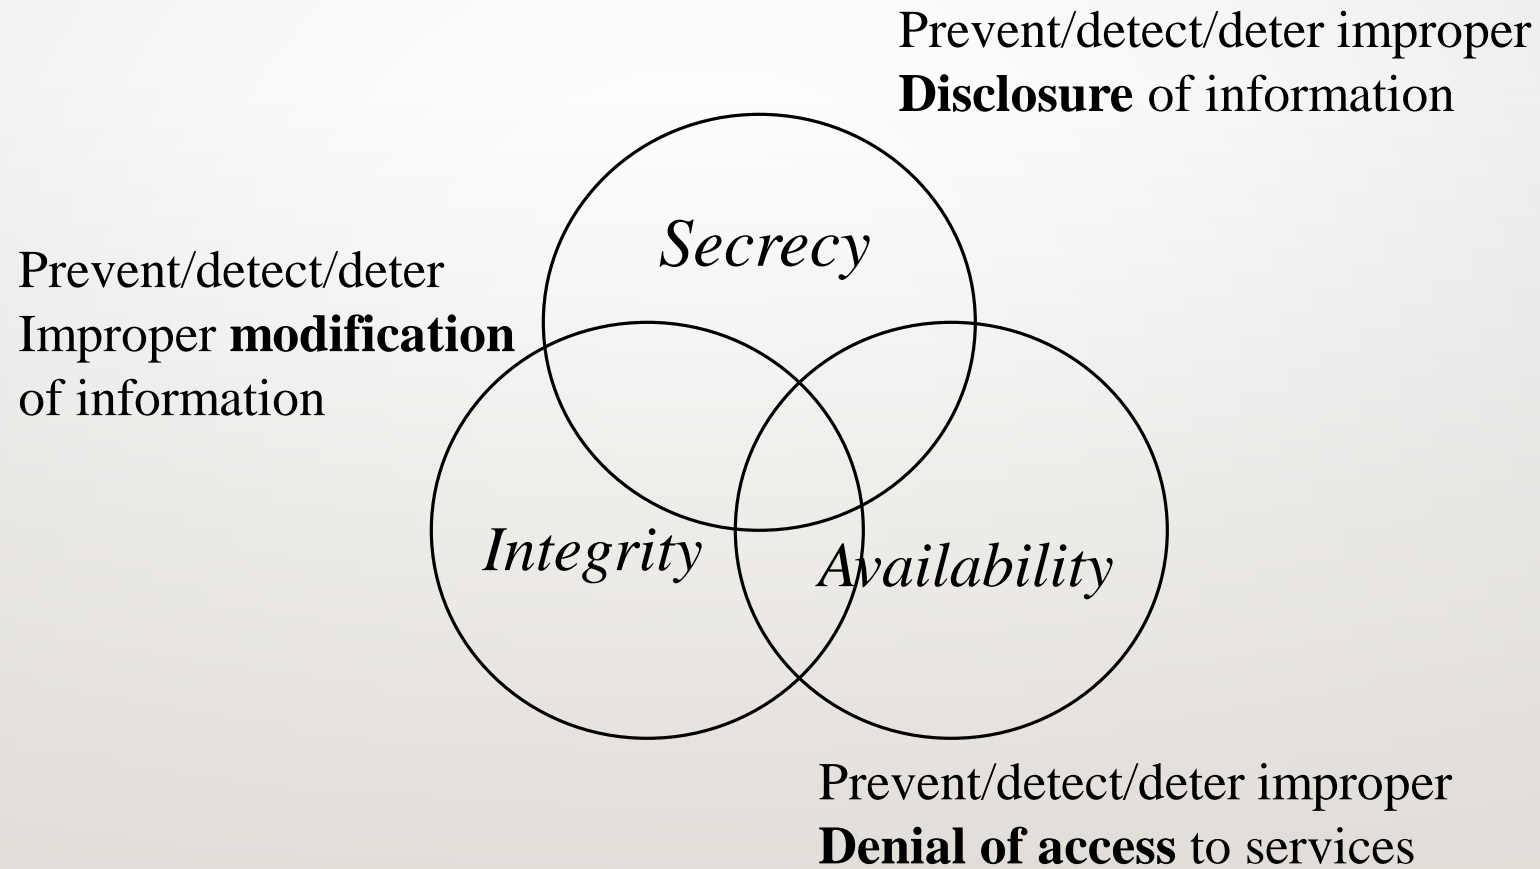 Prevent/detect/deter improper
Disclosure of information
Secrecy
Prevent/detect/deter
Improper modification
of information
Integrity
Availability
Prevent/detect/deter improper
Denial of access to services